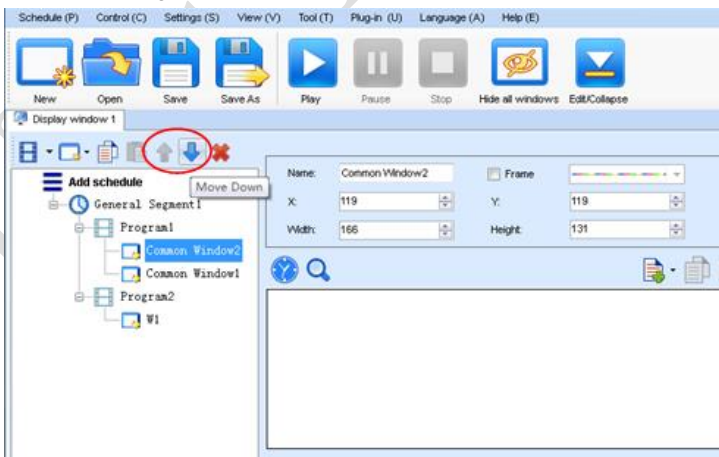 Schedule (P) Control (C) Settings (S) View (V) Tool (T) Plug-in (U) Language (A) Help (E)
New Open Save Save As Play Pause Stop Hide all windows Edit/Collapse
Display window 1
Add schedule
Move Down
General Segment1
Program1
Common Window2
Common Window1
Program2
W1
Name: Common Window2 Frame
X: 119 Y: 119
Width: 166 Height: 131